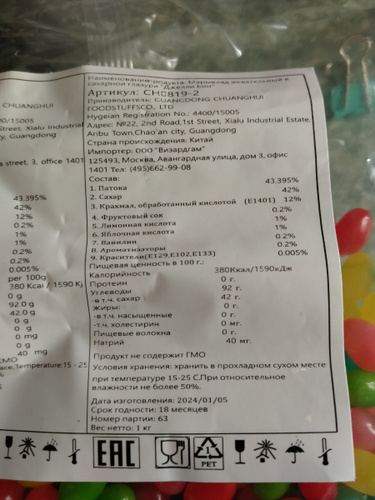 Наименование продукта: Мармелад жевательный в
сахарной глазури "Джелли Бин"
Артикул: CH0819-2
Производитель: GUANGDONG CHUANGHUI
FOODSTUFFSCO., LTD
Hygeian Registration No.: 4400/15005
Адрес: №22, 2nd Road,1st Street, Xialu Industrial Estate,
Anbu Town,Chao'an city, Guangdong
Страна происхождения: Китай
Импортер: ООО "Визардгам"
125493, Москва, Авангардная улица, дом 3, офис
1401 Тел: (495)662-99-08
Состав:
1. Патока 43.395%
2. Сахар 42%
3. Крахмал, обработанный кислотой (E1401) 12%
4. Фруктовый сок 0.2%
5. Лимонная кислота 1%
6. Яблочная кислота 1%
7. Ванилин 0.2%
8. Ароматизаторы 0.2%
9. Красители(E129,E102,E133) 0.005%
Пищевая ценность в 100 г.:
Калорийность 380Ккал/1590кДж
Протеин 0 г.
Углеводы 92 г.
-в т.ч. сахар 42 г.
Жиры: 0 г.
-в т.ч. насыщенные 0 г.
-т.ч. холестирин 0 мг.
Пищевые волокна 0 г.
Натрий 40 мг.
Продукт не содержит ГМО
Условия хранения: хранить в прохладном сухом месте
при температуре 15-25 С.При относительное
влажности не более 50%.
Дата изготовления: 2024/01/05
Срок годности: 18 месяцев
Номер партии: 63
Вес нетто: 1 кг
EAC
1
PET
CHUANGHUI
0/15005
Street, Xialu Industrial
ty, Guangdong
a street, 3, office 1401
43.395%
42%
12%
0.2%
1%
1%
0.2%
0.2%
0.005%
per 100g
380 Kcal / 1590 Kj
0 g
92.0 g
42.0 g
0 g
0 g
0 mg
0 g
40 mg
MO
ace,Temperature:15 - 25